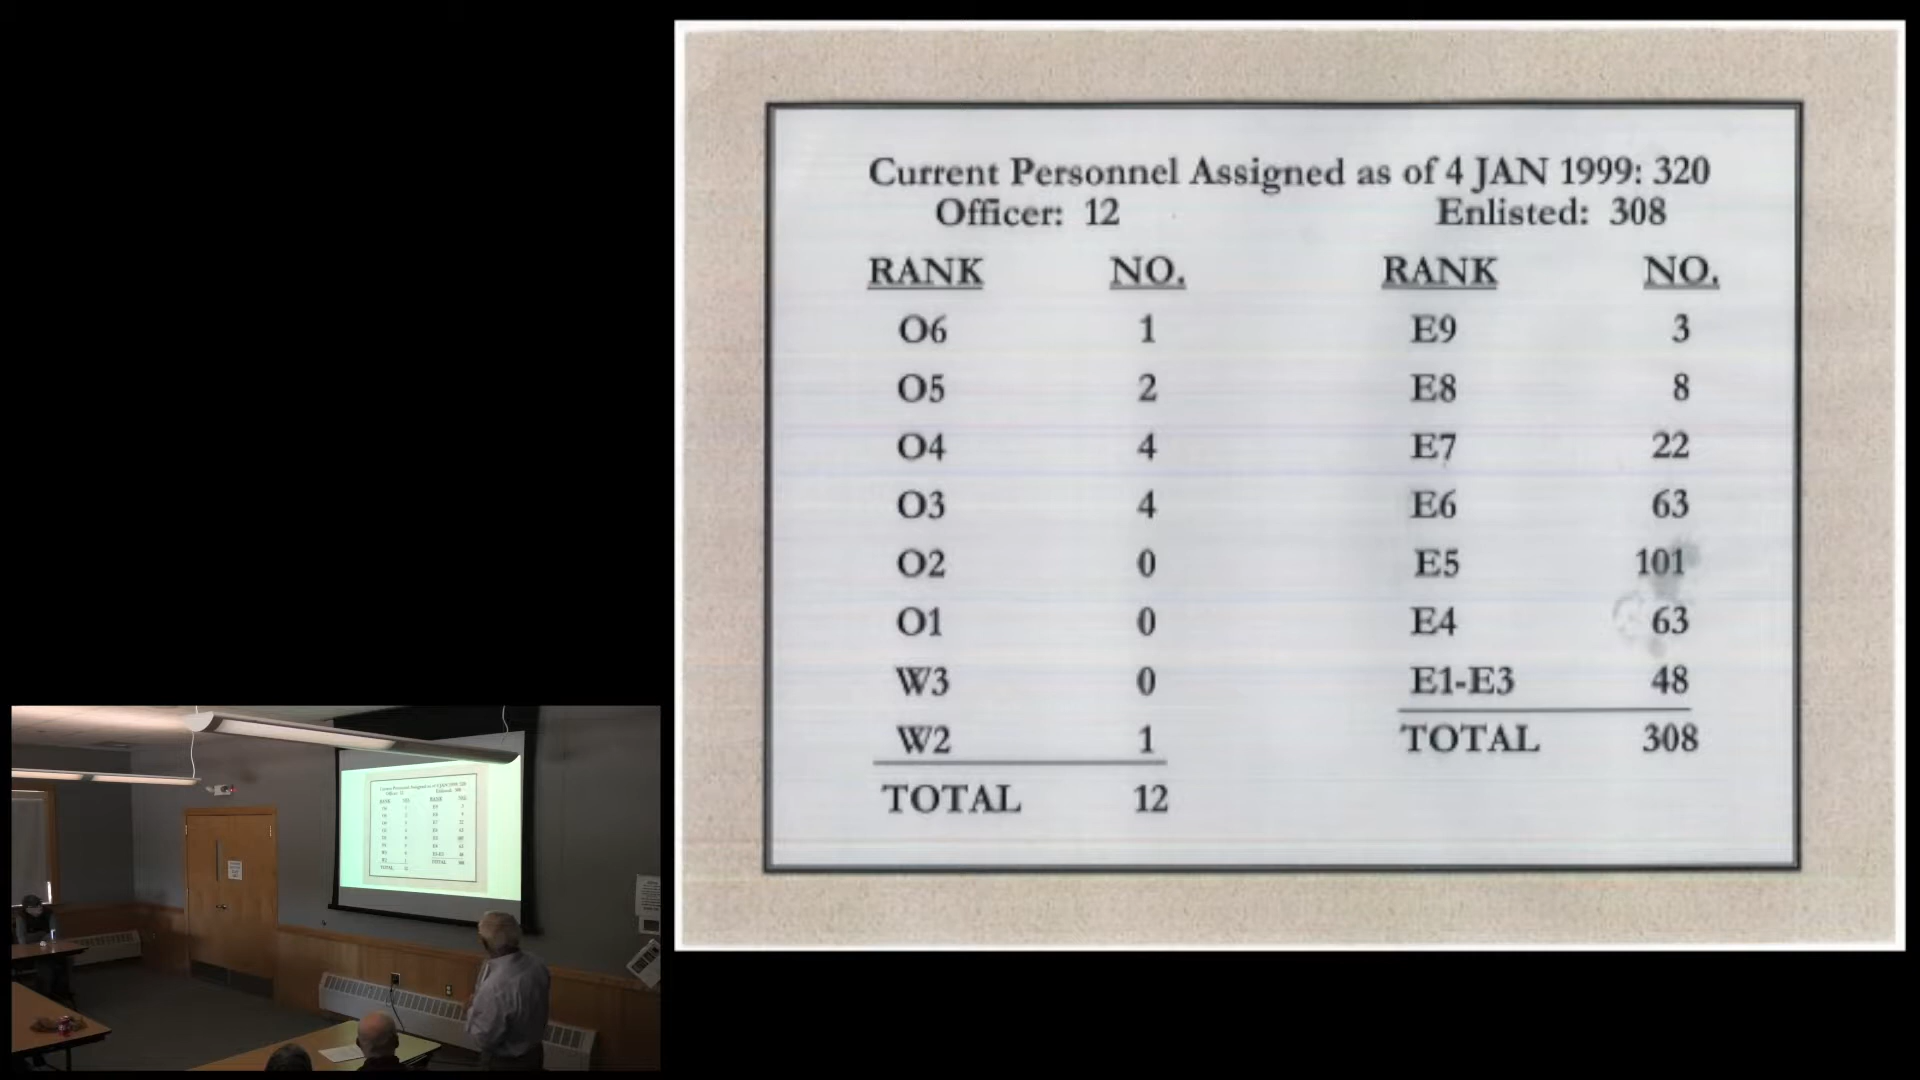 Current Personnel Assigned as of 4 JAN 1999: 320
Officer: 12 Enlisted: 308
RANK NO. RANK NO.
O6 1 E9 3
O5 2 E8 8
O4 4 E7 22
O3 4 E6 63
O2 0 E5 101
O1 0 E4 63
W3 0 E1-E3 48
W2 1 TOTAL 308
TOTAL 12